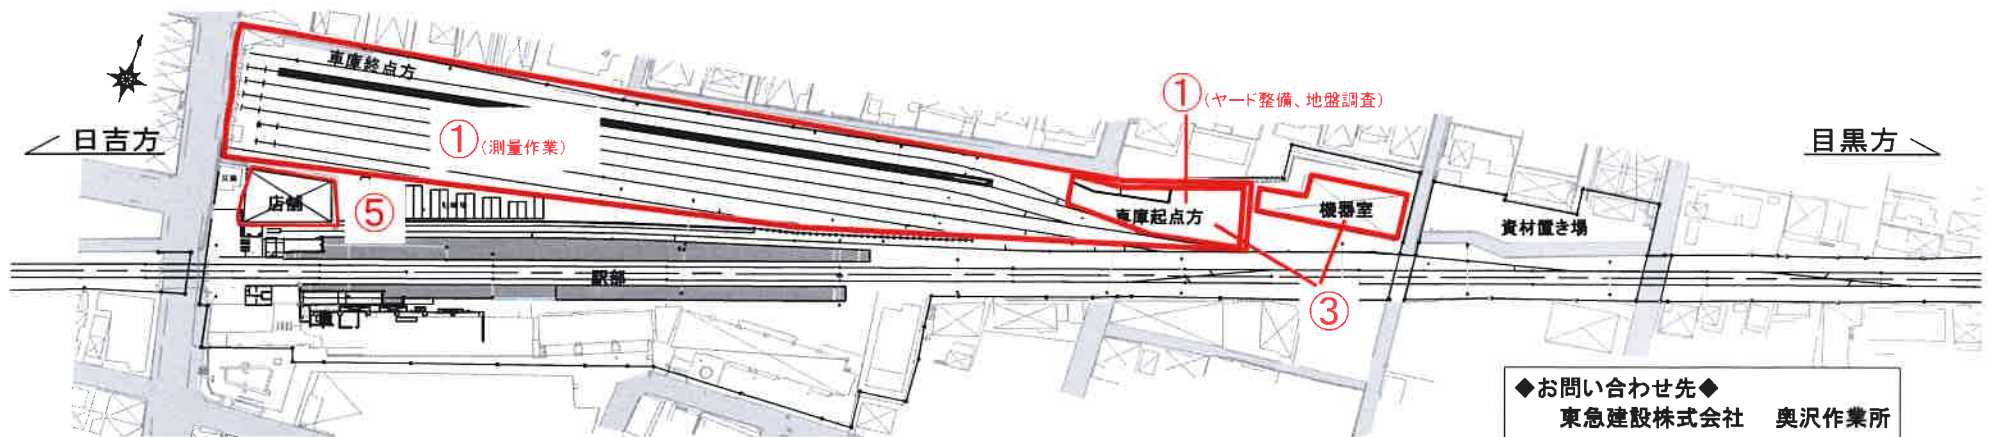 車庫終点方
①(ヤード整備、地盤調査)
日吉方
①(測量作業)
目黒方
店舗
⑤
車庫起点方
機器室
資材置き場
駅部
③
◆お問い合わせ先◆
東急建設株式会社 奥沢作業所